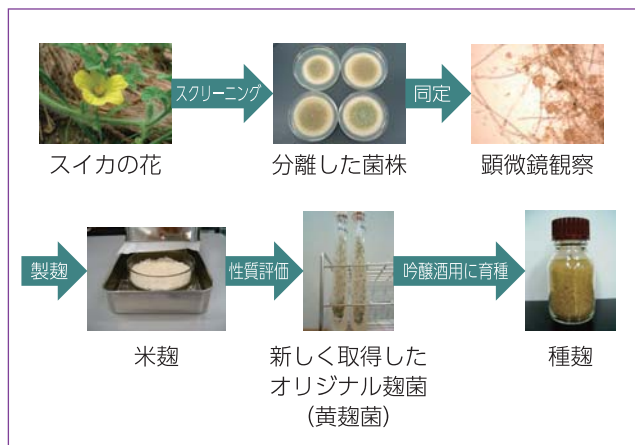 スクリーニング
同定
スイカの花
分離した菌株
顕微鏡観察
製麹
性質評価
吟醸酒用に育種
米麹
新しく取得した
オリジナル麹菌
(黄麹菌)
種麹